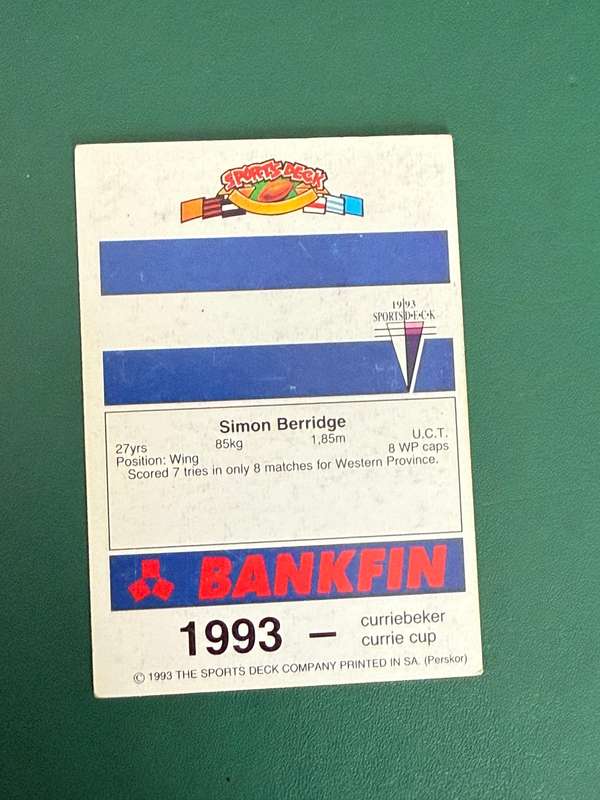 SPORTS DECK
1993
SPORTS D•E•C•K
Simon Berridge
27yrs 85kg 1,85m U.C.T.
Position: Wing 8 WP caps
Scored 7 tries in only 8 matches for Western Province.
BANKFIN
1993 – curriebeker
currie cup
© 1993 THE SPORTS DECK COMPANY PRINTED IN SA. (Perskor)